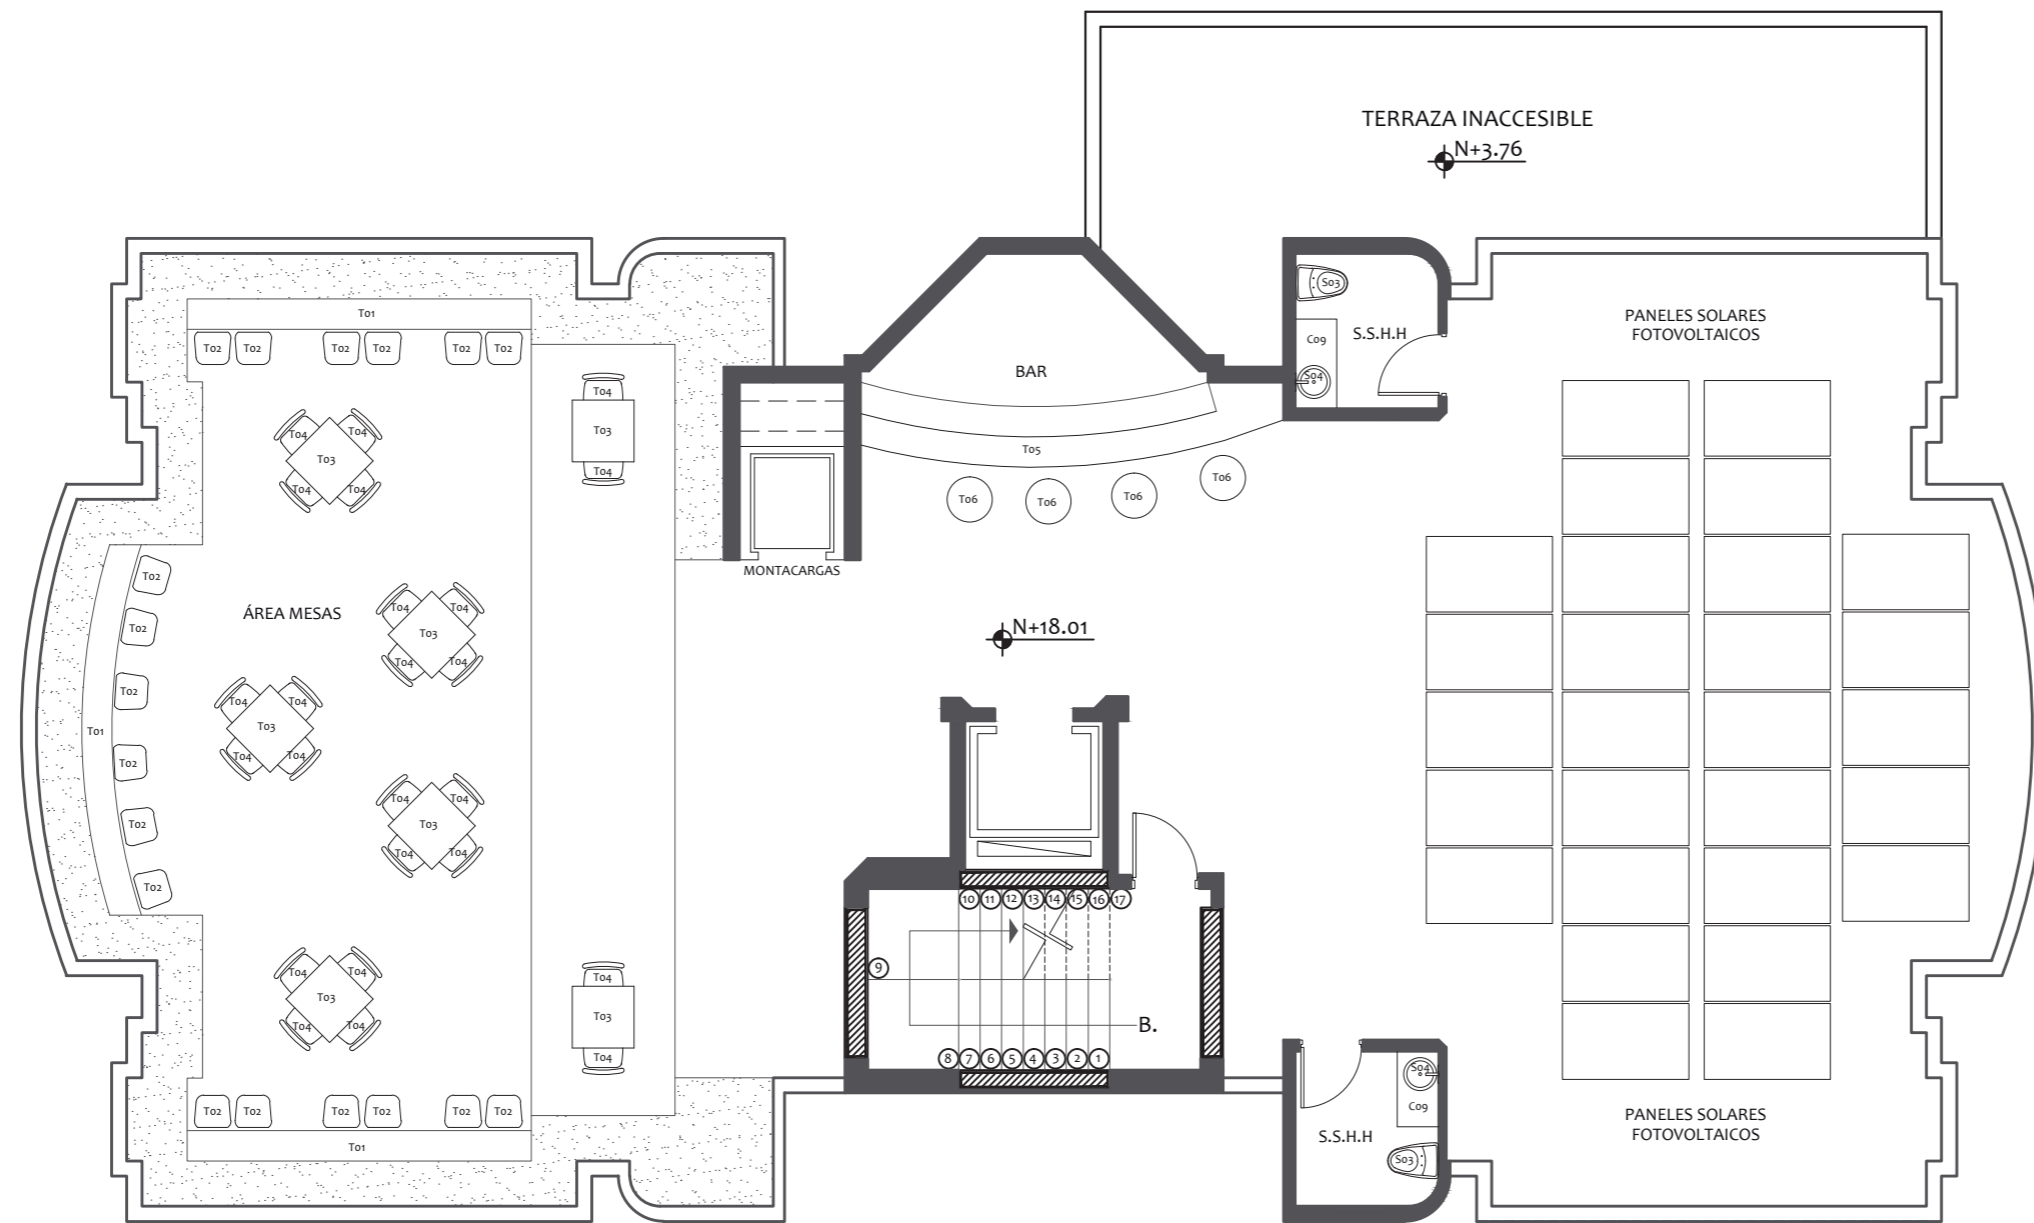 TERRAZA INACCESIBLE
N+3.76
So3
S.S.H.H
Co9
So4
PANELES SOLARES
FOTOVOLTAICOS
To1
To2 To2 To2 To2 To2 To2
BAR
To4
To3
To4
To4 To4
To3
To4 To4
To5
To6 To6 To6 To6
MONTACARGAS
To2
To2
To2
To2
To2
To2
To1
ÁREA MESAS
To4 To4
To3
To4 To4
N+18.01
To4 To4
To3
To4 To4
To4 To4
To3
To4 To4
10 11 12 13 14 15 16 17
9
B.
8 7 6 5 4 3 2 1
To4 To4
To3
To4 To4
To4
To3
To4
To2 To2 To2 To2 To2 To2
To1
So4
Co9
S.S.H.H
So3
PANELES SOLARES
FOTOVOLTAICOS